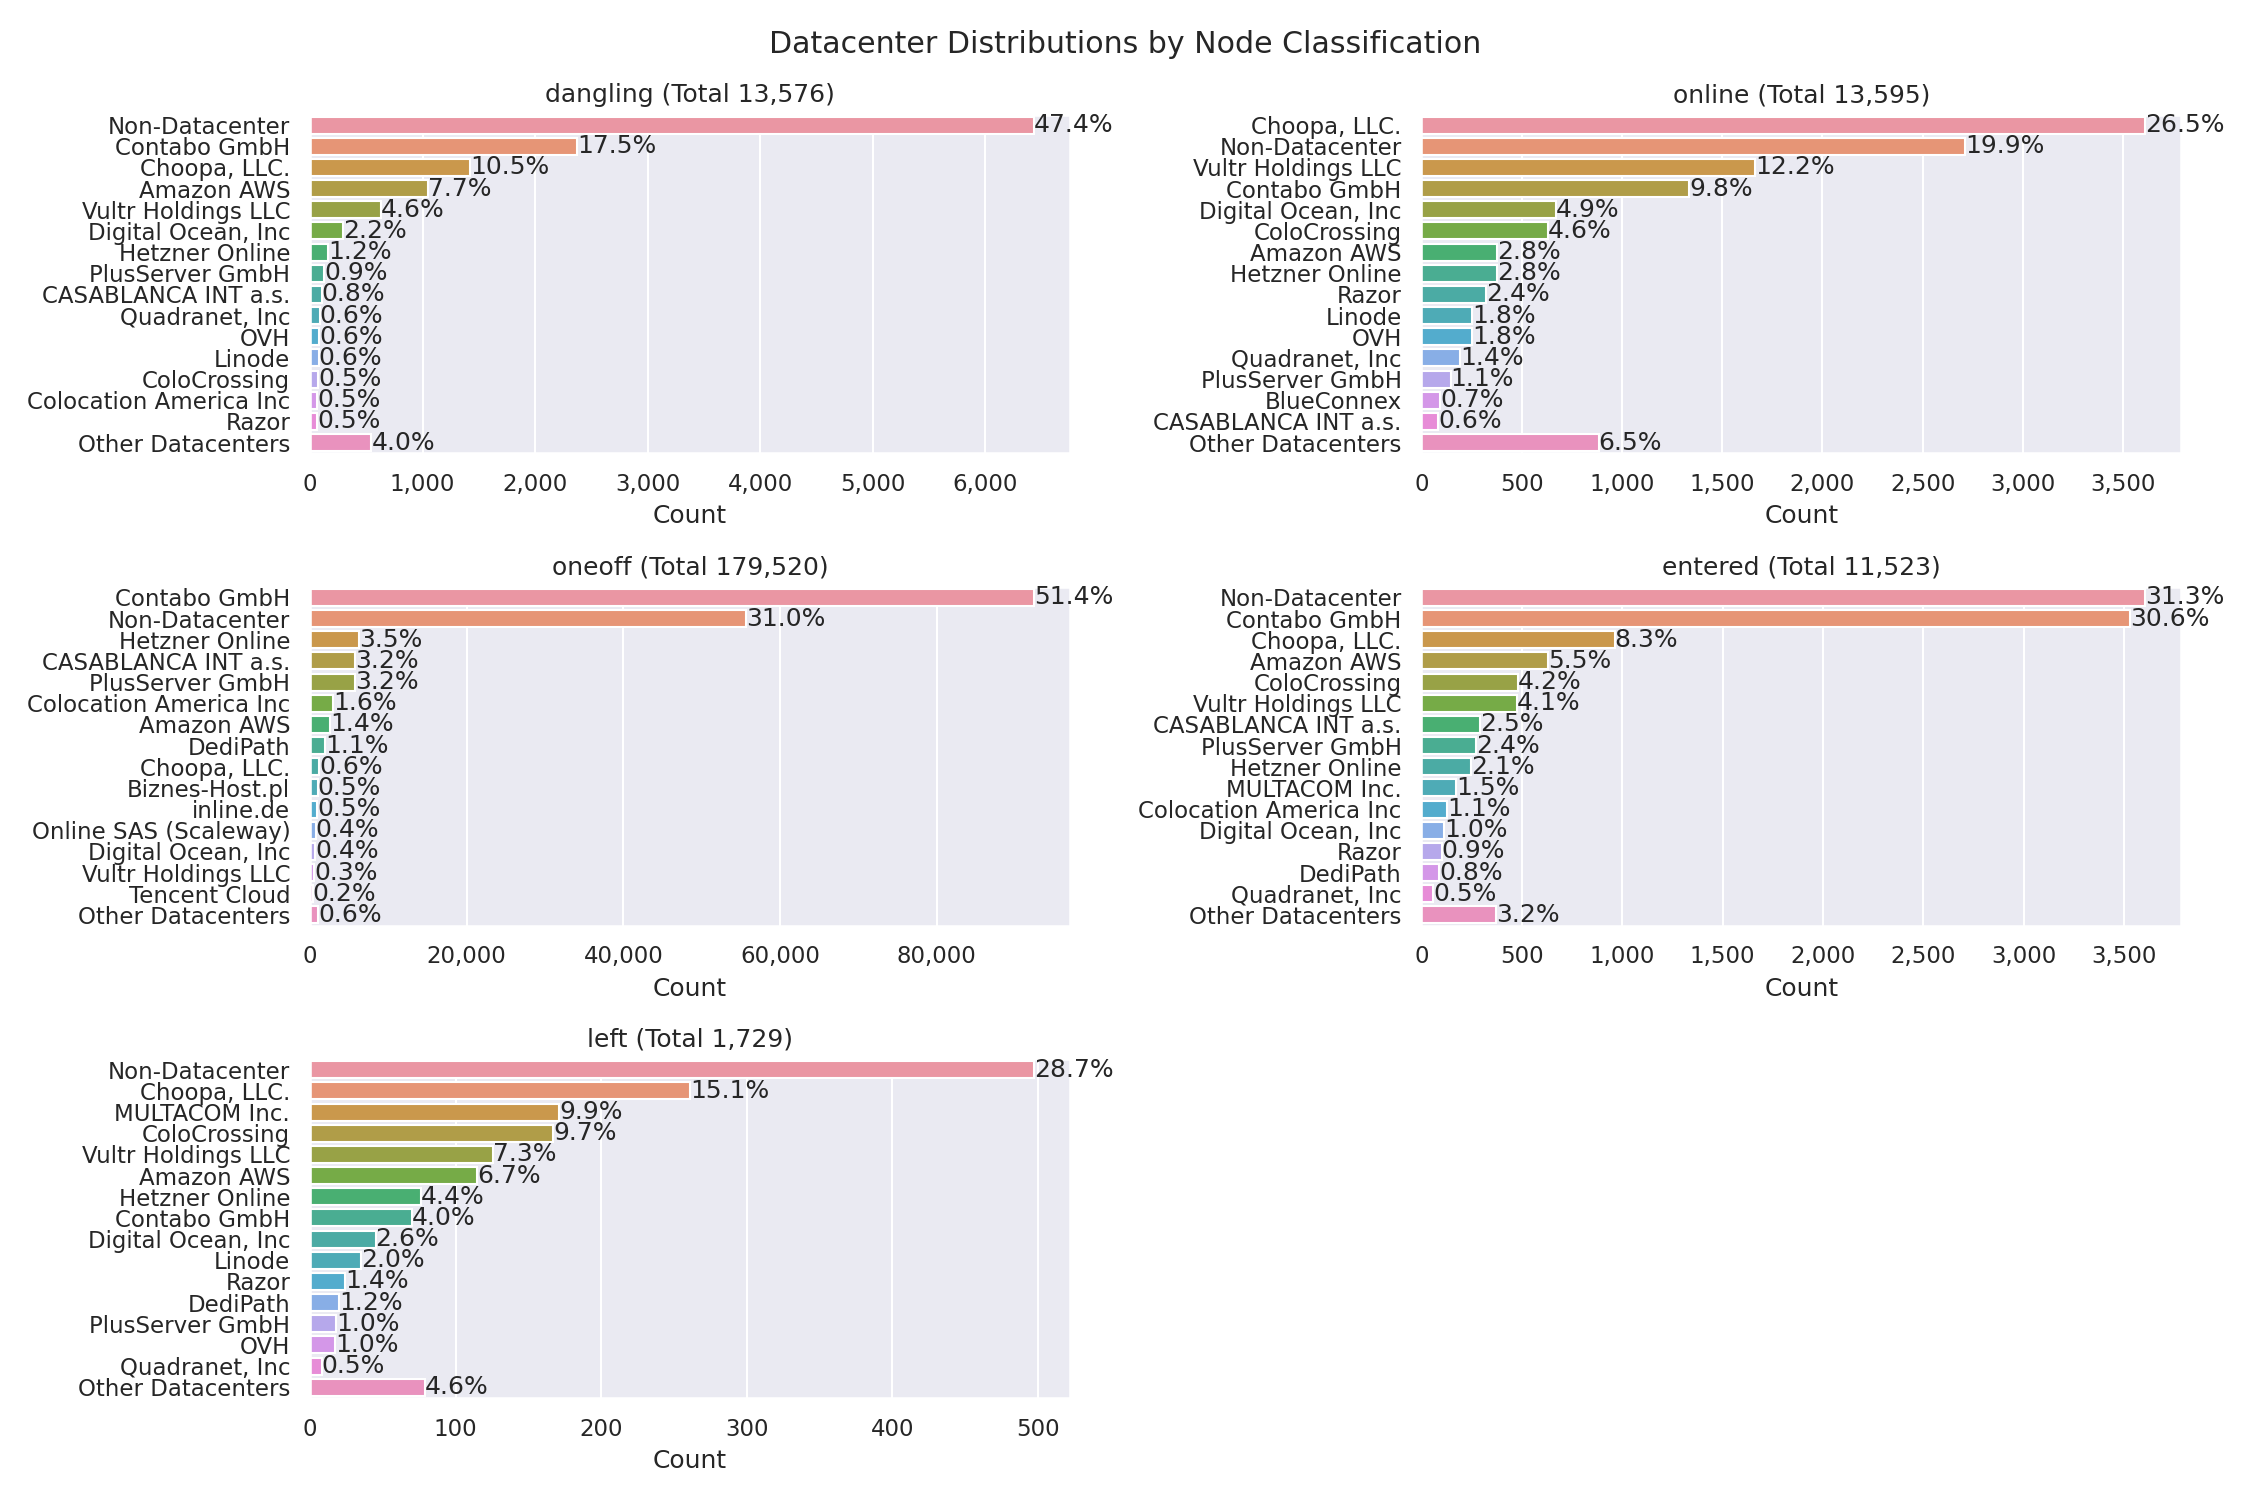 Datacenter Distributions by Node Classification
dangling (Total 13,576)
Non-Datacenter 47.4%
Contabo GmbH 17.5%
Choopa, LLC. 10.5%
Amazon AWS 7.7%
Vultr Holdings LLC 4.6%
Digital Ocean, Inc 2.2%
Hetzner Online 1.2%
PlusServer GmbH 0.9%
CASABLANCA INT a.s. 0.8%
Quadranet, Inc 0.6%
OVH 0.6%
Linode 0.6%
ColoCrossing 0.5%
Colocation America Inc 0.5%
Razor 0.5%
Other Datacenters 4.0%
0 1,000 2,000 3,000 4,000 5,000 6,000
Count
online (Total 13,595)
Choopa, LLC. 26.5%
Non-Datacenter 19.9%
Vultr Holdings LLC 12.2%
Contabo GmbH 9.8%
Digital Ocean, Inc 4.9%
ColoCrossing 4.6%
Amazon AWS 2.8%
Hetzner Online 2.8%
Razor 2.4%
Linode 1.8%
OVH 1.8%
Quadranet, Inc 1.4%
PlusServer GmbH 1.1%
BlueConnex 0.7%
CASABLANCA INT a.s. 0.6%
Other Datacenters 6.5%
0 500 1,000 1,500 2,000 2,500 3,000 3,500
Count
oneoff (Total 179,520)
Contabo GmbH 51.4%
Non-Datacenter 31.0%
Hetzner Online 3.5%
CASABLANCA INT a.s. 3.2%
PlusServer GmbH 3.2%
Colocation America Inc 1.6%
Amazon AWS 1.4%
DediPath 1.1%
Choopa, LLC. 0.6%
Biznes-Host.pl 0.5%
inline.de 0.5%
Online SAS (Scaleway) 0.4%
Digital Ocean, Inc 0.4%
Vultr Holdings LLC 0.3%
Tencent Cloud 0.2%
Other Datacenters 0.6%
0 20,000 40,000 60,000 80,000
Count
entered (Total 11,523)
Non-Datacenter 31.3%
Contabo GmbH 30.6%
Choopa, LLC. 8.3%
Amazon AWS 5.5%
ColoCrossing 4.2%
Vultr Holdings LLC 4.1%
CASABLANCA INT a.s. 2.5%
PlusServer GmbH 2.4%
Hetzner Online 2.1%
MULTACOM Inc. 1.5%
Colocation America Inc 1.1%
Digital Ocean, Inc 1.0%
Razor 0.9%
DediPath 0.8%
Quadranet, Inc 0.5%
Other Datacenters 3.2%
0 500 1,000 1,500 2,000 2,500 3,000 3,500
Count
left (Total 1,729)
Non-Datacenter 28.7%
Choopa, LLC. 15.1%
MULTACOM Inc. 9.9%
ColoCrossing 9.7%
Vultr Holdings LLC 7.3%
Amazon AWS 6.7%
Hetzner Online 4.4%
Contabo GmbH 4.0%
Digital Ocean, Inc 2.6%
Linode 2.0%
Razor 1.4%
DediPath 1.2%
PlusServer GmbH 1.0%
OVH 1.0%
Quadranet, Inc 0.5%
Other Datacenters 4.6%
0 100 200 300 400 500
Count